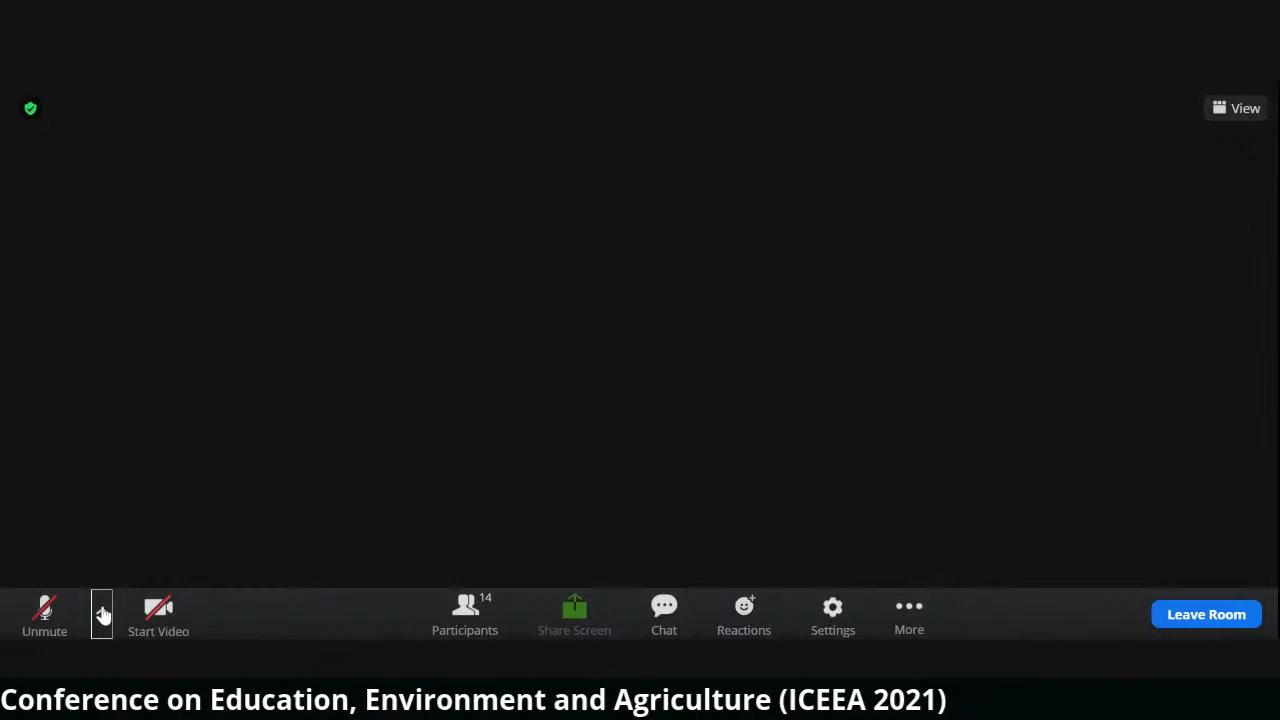 View
14
Unmute
Start Video
Participants
Share Screen
Chat
Reactions
Settings
More
Leave Room
Conference on Education, Environment and Agriculture (ICEEA 2021)